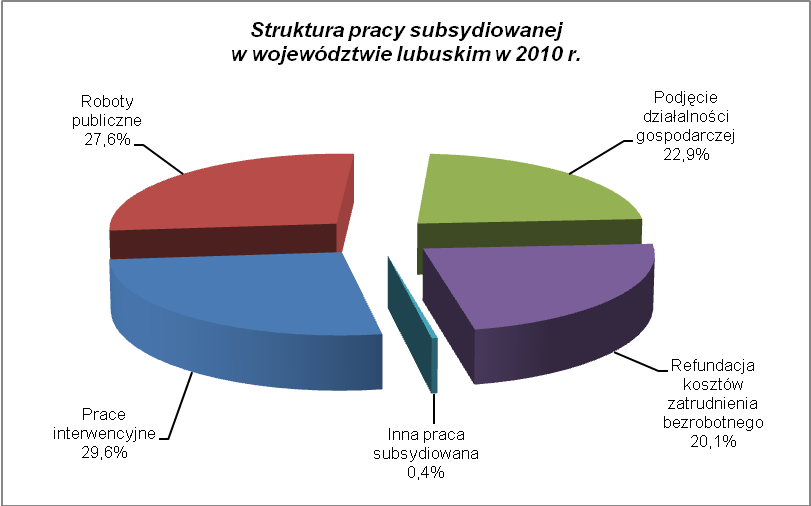 Struktura pracy subsydiowanej
w województwie lubuskim w 2010 r.
Roboty
publiczne
27,6%
Podjęcie
działalności
gospodarczej
22,9%
Prace
interwencyjne
29,6%
Inna praca
subsydiowana
0,4%
Refundacja
kosztów
zatrudnienia
bezrobotnego
20,1%